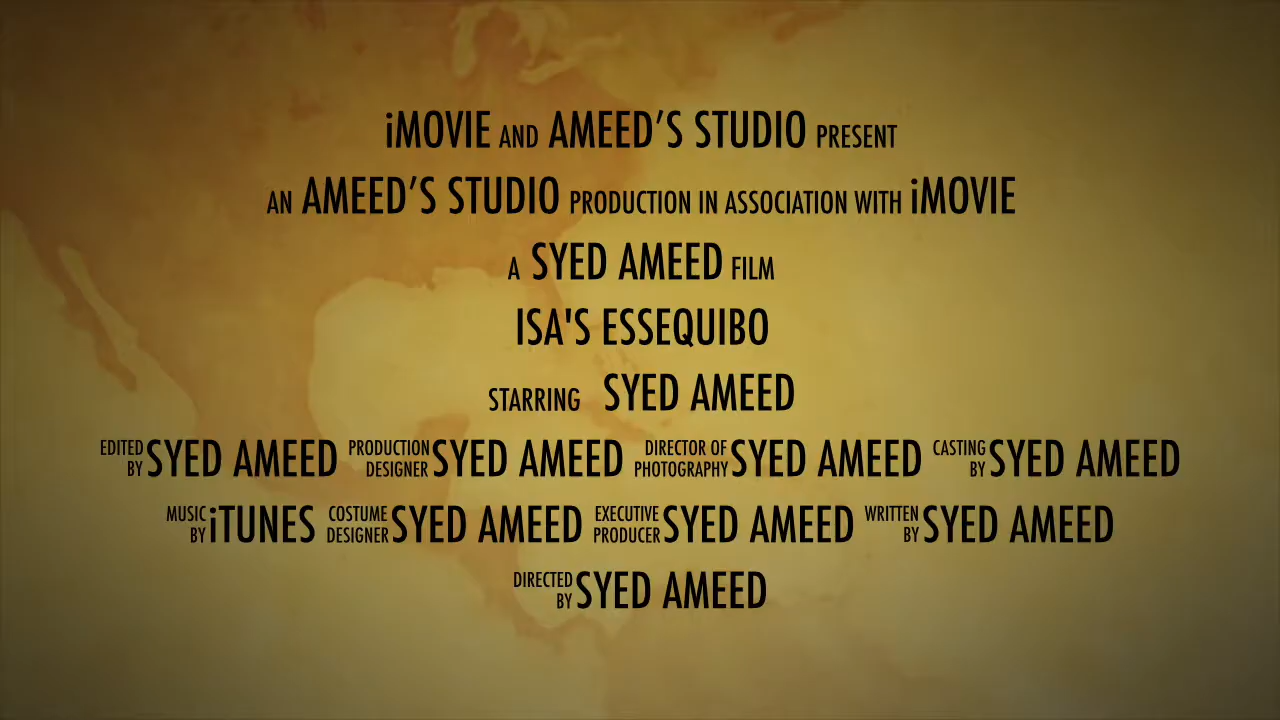 iMOVIE AND AMEED’S STUDIO PRESENT
AN AMEED’S STUDIO PRODUCTION IN ASSOCIATION WITH iMOVIE
A SYED AMEED FILM
ISA'S ESSEQUIBO
STARRING SYED AMEED
EDITED BY SYED AMEED PRODUCTION DESIGNER SYED AMEED DIRECTOR OF PHOTOGRAPHY SYED AMEED CASTING BY SYED AMEED
MUSIC BY iTUNES COSTUME DESIGNER SYED AMEED EXECUTIVE PRODUCER SYED AMEED WRITTEN BY SYED AMEED
DIRECTED BY SYED AMEED